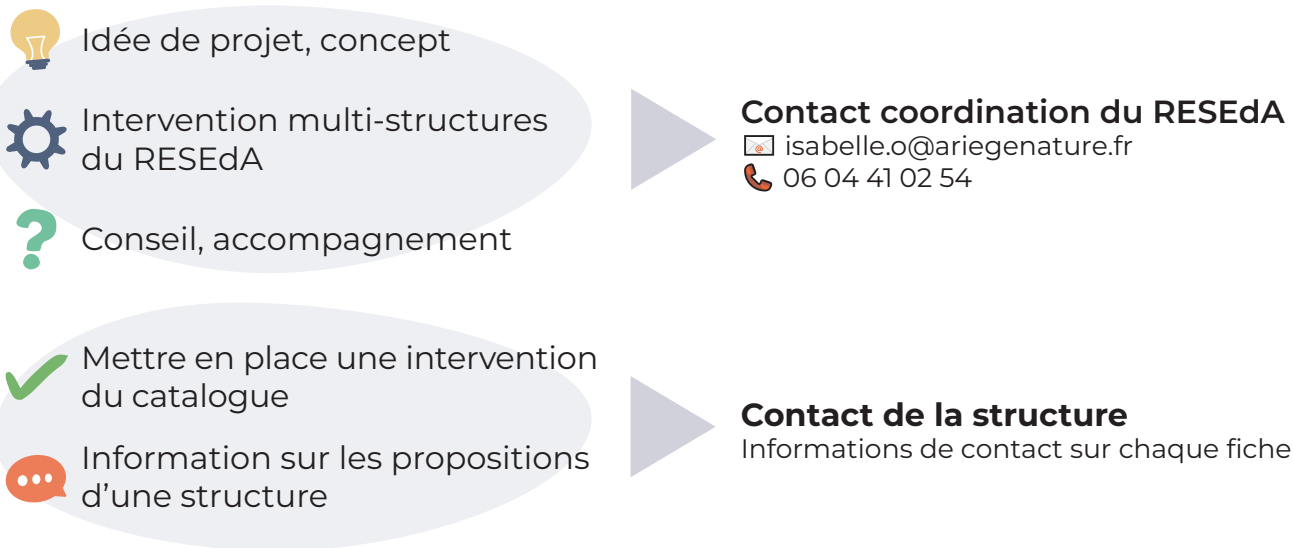 Idée de projet, concept
Intervention multi-structures
du RESEdA
Conseil, accompagnement
Contact coordination du RESEdA
isabelle.o@ariegenature.fr
06 04 41 02 54
Mettre en place une intervention
du catalogue
Information sur les propositions
d’une structure
Contact de la structure
Informations de contact sur chaque fiche